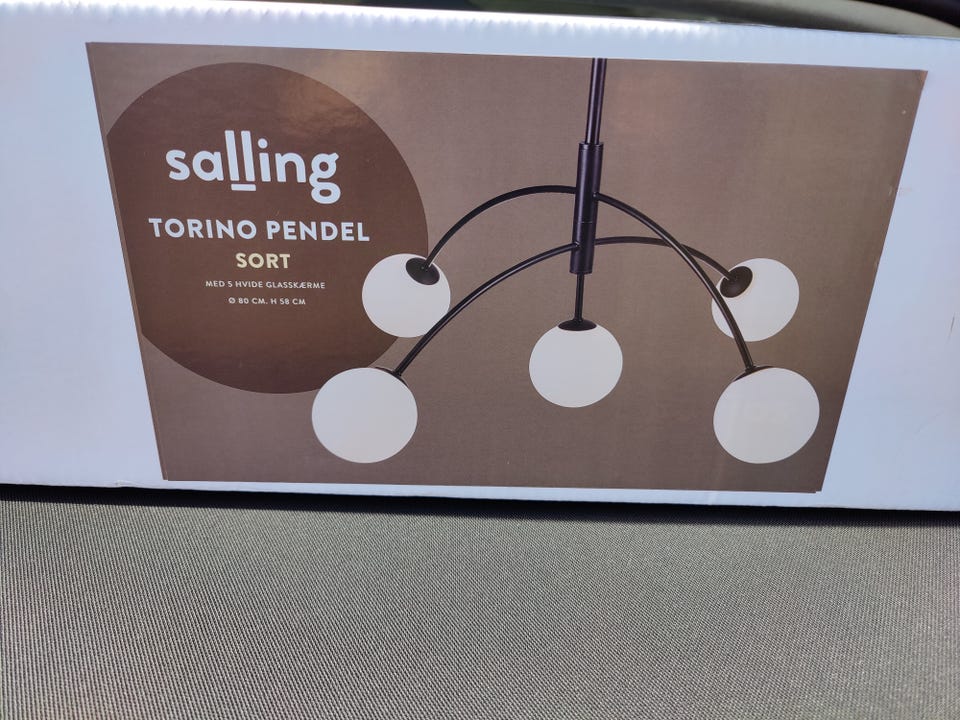 salling
TORINO PENDEL
SORT
MED 5 HVIDE GLASSKÆRME
Ø 80 CM. H 58 CM